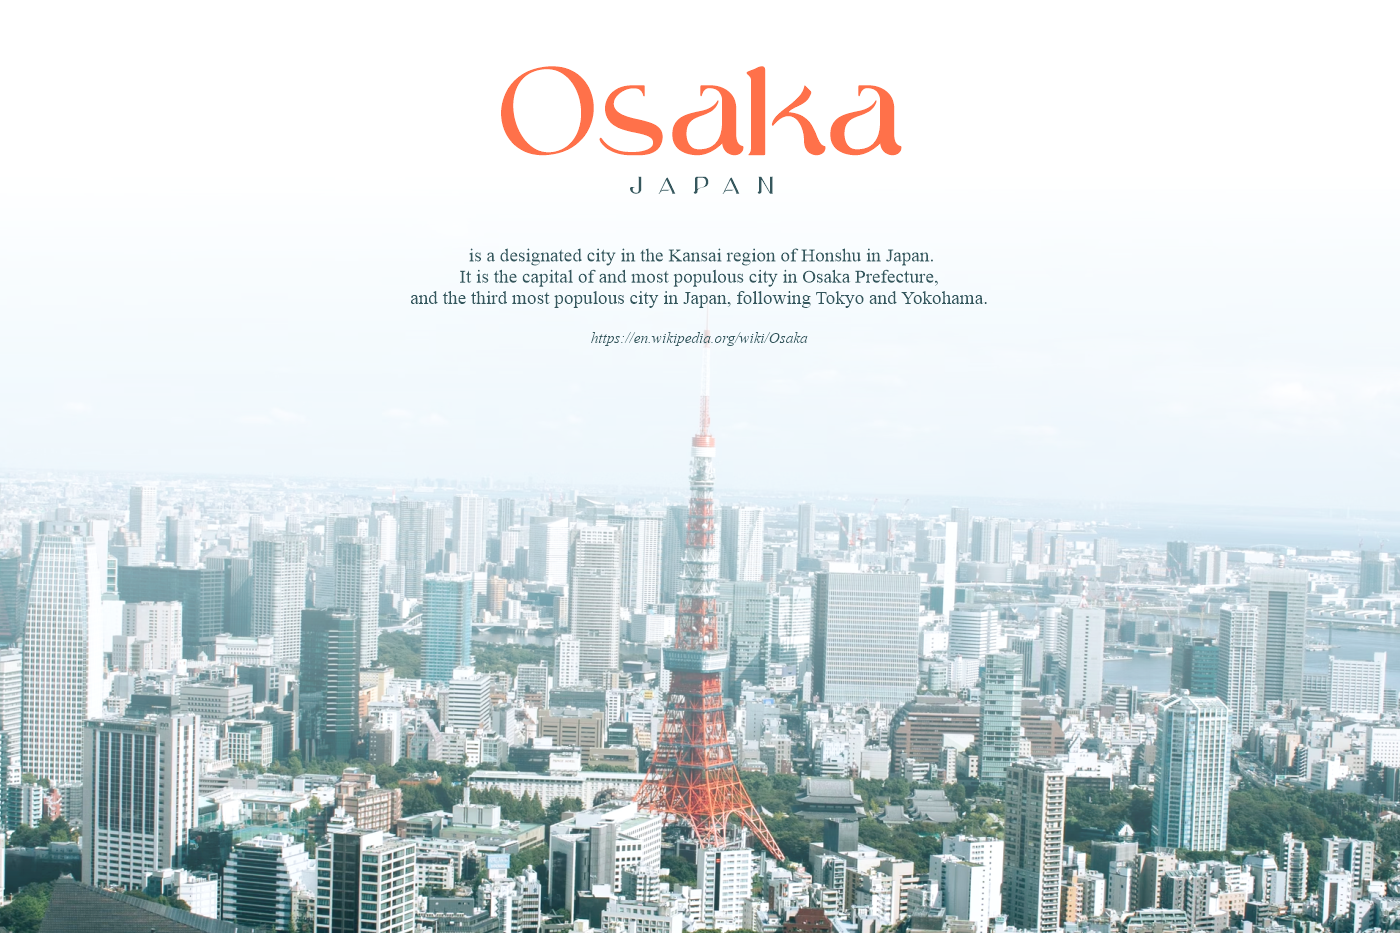 Osaka
JAPAN
is a designated city in the Kansai region of Honshu in Japan.
It is the capital of and most populous city in Osaka Prefecture,
and the third most populous city in Japan, following Tokyo and Yokohama.
https://en.wikipedia.org/wiki/Osaka